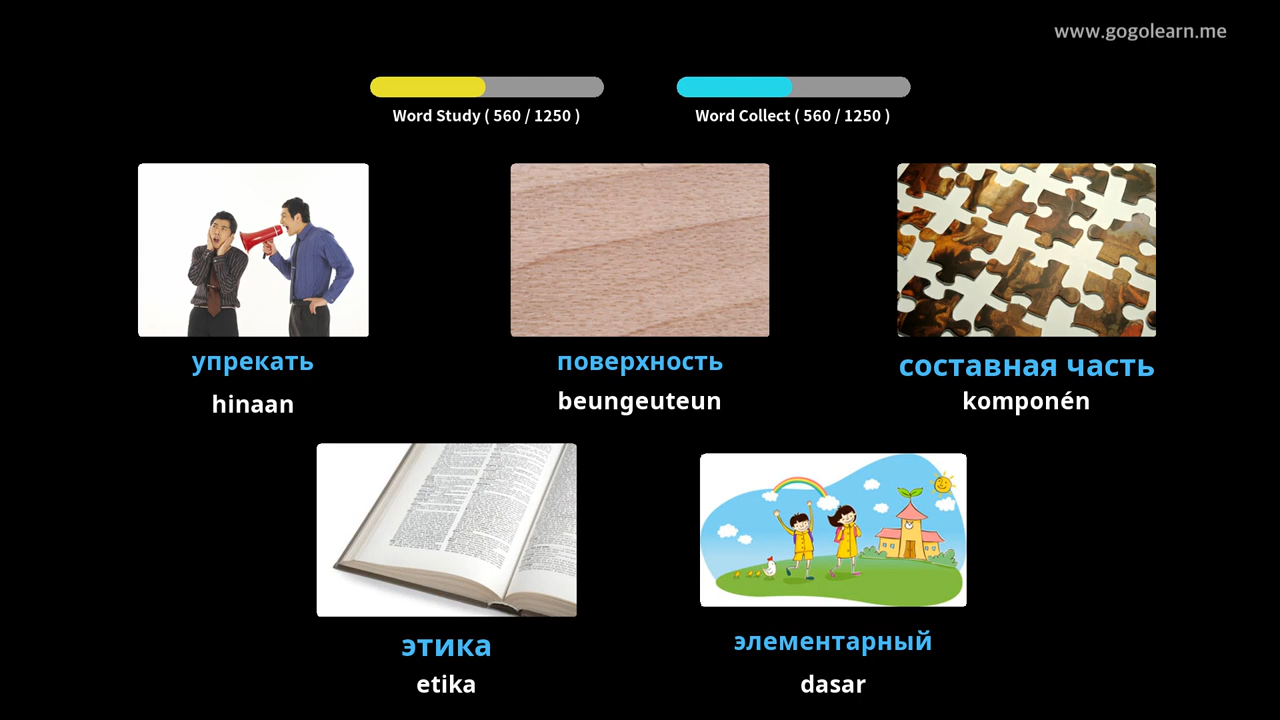 www.gogolearn.me
Word Study ( 560 / 1250 )
Word Collect ( 560 / 1250 )
упрекать
hinaan
поверхность
beungeuteun
составная часть
komponén
этика
etika
элементарный
dasar